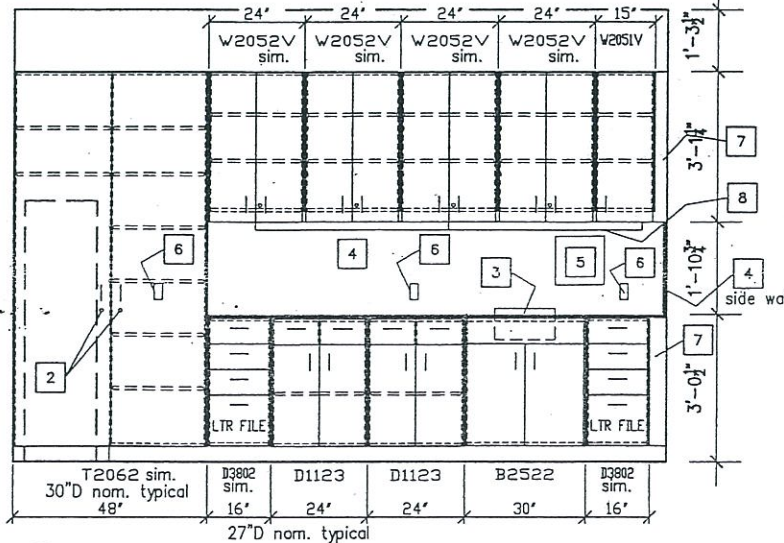 24" 24" 24" 24" 15"
W2052V sim. W2052V sim. W2052V sim. W2052V sim. W2051V
1'-3½"
3'-1¼"
7
8
6
4
6
5
3
6
1'-10¾"
4
side wa
2
7
3'-0½"
LTR FILE
LTR FILE
T2062 sim.
30"D nom. typical
48"
D3802 sim.
16"
D1123
24"
D1123
24"
B2522
30"
D3802 sim.
16"
27"D nom. typical